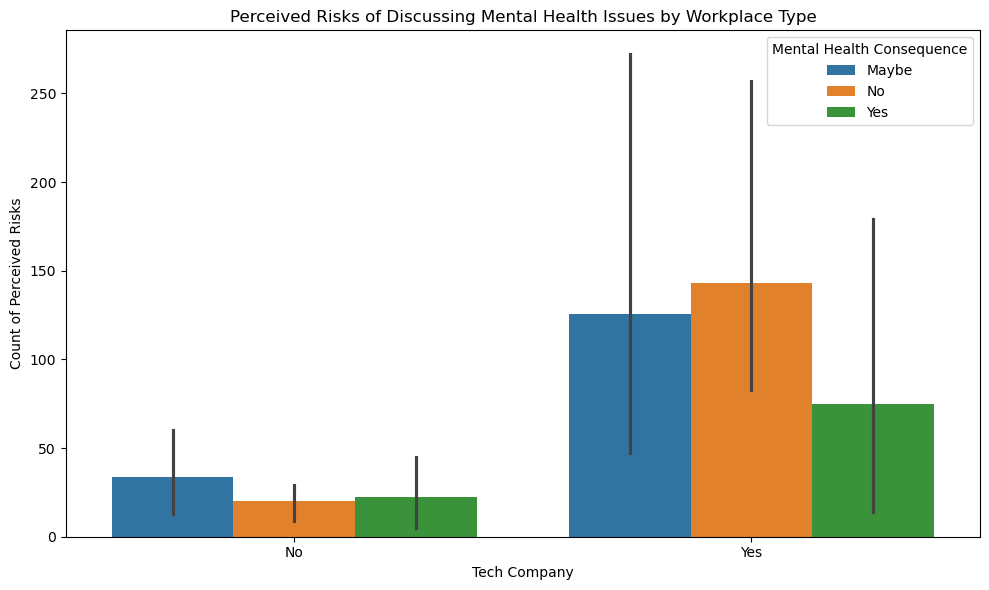 Perceived Risks of Discussing Mental Health Issues by Workplace Type
Mental Health Consequence
Maybe
No
Yes
Count of Perceived Risks
250
200
150
100
50
0
No
Yes
Tech Company